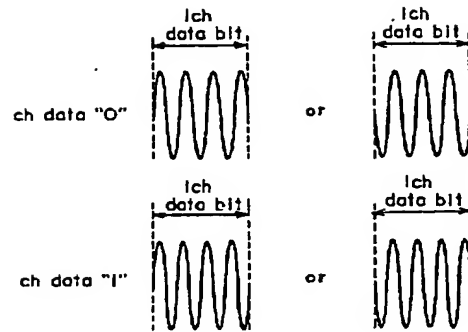 1ch
data bit
1ch
data bit
ch data "0"
or
1ch
data bit
1ch
data bit
ch data "1"
or